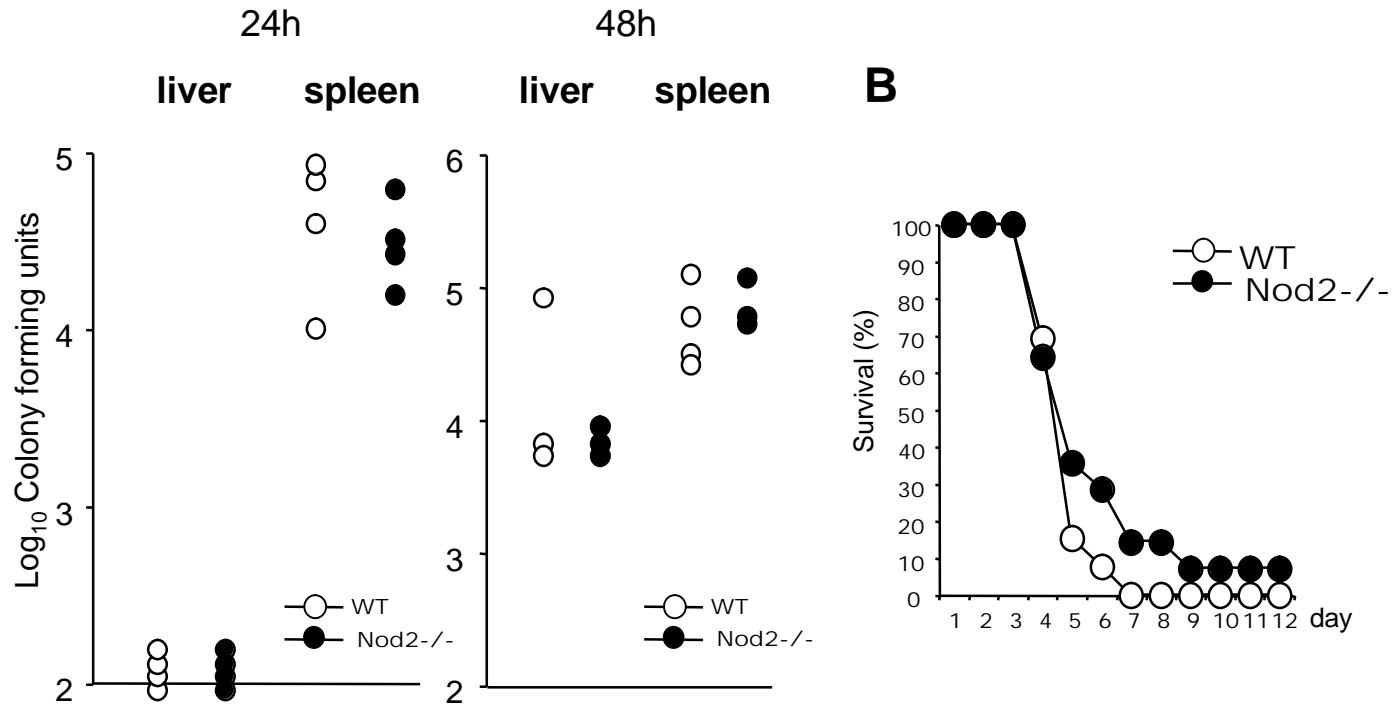 24h
48h
liver spleen
liver spleen
B
Log10 Colony forming units
5
4
3
2
WT
Nod2-/-
6
5
4
3
2
WT
Nod2-/-
Survival (%)
100
90
80
70
60
50
40
30
20
10
0
1 2 3 4 5 6 7 8 9 10 11 12 day
WT
Nod2-/-